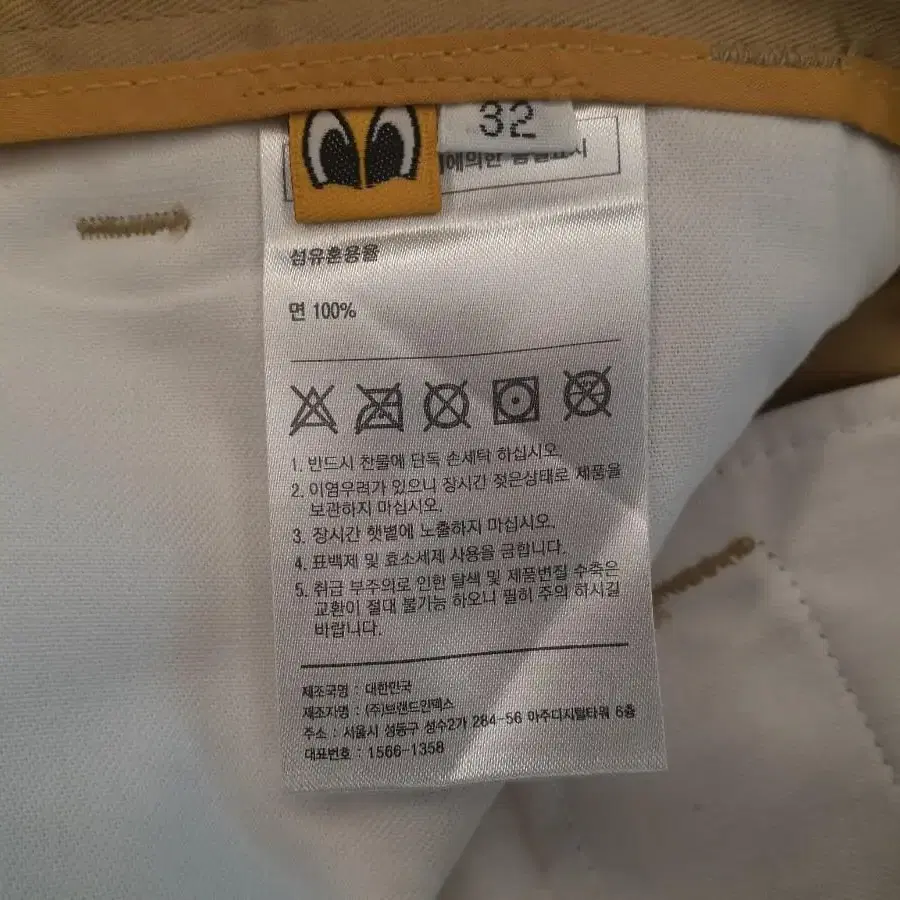 32
에의한 품질표시
섬유혼용율
면 100%
1. 반드시 찬물에 단독 손세탁 하십시오.
2. 이염우려가 있으니 장시간 젖은상태로 제품을
보관하지 마십시오.
3. 장시간 햇볕에 노출하지 마십시오.
4. 표백제 및 효소세제 사용을 금합니다.
5. 취급 부주의로 인한 탈색 및 제품변질 수축은
교환이 절대 불가능 하오니 필히 주의 하시길
바랍니다.
제조국명 : 대한민국
제조자명 : (주)브랜드인덱스
주소 : 서울시 성동구 성수2가 284-56 아주디지털타워 6층
대표번호 : 1566-1358